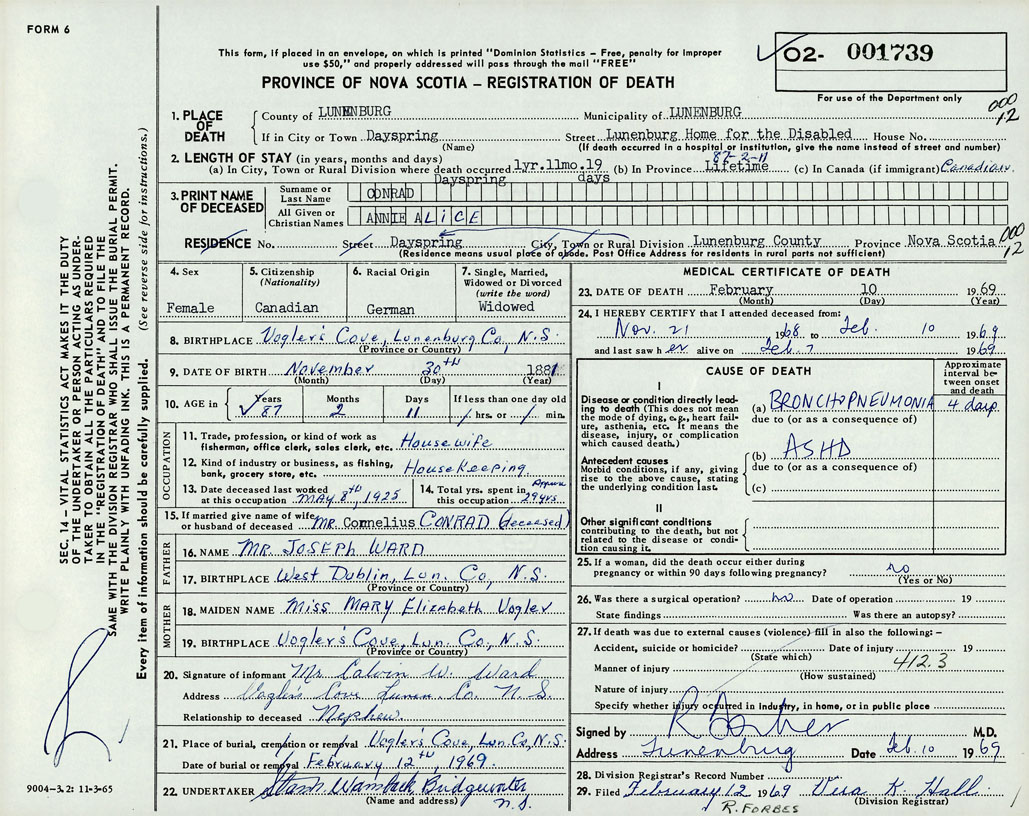 FORM 6
This form, if placed in an envelope, on which is printed "Dominion Statistics – Free, penalty for improper
use $50," and properly addressed will pass through the mail "FREE"
PROVINCE OF NOVA SCOTIA – REGISTRATION OF DEATH
O2- 001739
For use of the Department only
000
12
1. PLACE OF DEATH
County of LUNENBURG Municipality of LUNENBURG
If in City or Town Dayspring Street Lunenburg Home for the Disabled House No.
(Name) (If death occurred in a hospital or institution, give the name instead of street and number)
2. LENGTH OF STAY (in years, months and days) 87-2-11
(a) In City, Town or Rural Division where death occurred 1yr.11mo.19 days Dayspring (b) In Province Lifetime (c) In Canada (if immigrant) Canadian
3. PRINT NAME OF DECEASED
Surname or Last Name CONRAD
All Given or Christian Names ANNIE ALICE
RESIDENCE No. Street Dayspring City, Town or Rural Division Lunenburg County Province Nova Scotia
000
12
(Residence means usual place of abode. Post Office Address for residents in rural parts not sufficient)
4. Sex
Female
5. Citizenship
(Nationality)
Canadian
6. Racial Origin
German
7. Single, Married,
Widowed or Divorced
(write the word)
Widowed
8. BIRTHPLACE Vogler's Cove, Lunenburg Co, N.S.
(Province or Country)
9. DATE OF BIRTH November 30th 1881
(Month) (Day) (Year)
10. AGE in
Years Months Days If less than one day old
87 2 11 / hrs. or / min.
OCCUPATION
11. Trade, profession, or kind of work as
fisherman, office clerk, sales clerk, etc. Housewife
12. Kind of industry or business, as fishing,
bank, grocery store, etc. HouseKeeping
13. Date deceased last worked
at this occupation MAY 8th, 1925
14. Total yrs. spent in
this occupation 29 yrs
15. If married give name of wife
or husband of deceased Mr. Cornelius CONRAD (deceased)
FATHER
16. NAME MR. JOSEPH WARD
17. BIRTHPLACE West Dublin, Lun. Co, N.S.
MOTHER
18. MAIDEN NAME Miss MARY Elizabeth Vogler
19. BIRTHPLACE Vogler's Cove, Lun. Co, N.S.
(Province or Country)
20. Signature of informant Mr Calvin W. Ward
Address Vogler's Cove Lunen Co. N.S.
Relationship to deceased Nephew.
21. Place of burial, cremation or removal Vogler's Cove, Lun. Co, N.S.
Date of burial or removal February 12th, 1969.
22. UNDERTAKER Bridgewater
(Name and address) N.S.
MEDICAL CERTIFICATE OF DEATH
23. DATE OF DEATH February 10 19 69
(Month) (Day) (Year)
24. I HEREBY CERTIFY that I attended deceased from:
Nov. 21 1968 to Feb. 10 1969
and last saw her alive on Feb. 7 1969
CAUSE OF DEATH
Approximate
interval between
onset
and
death
I
Disease or condition directly leading to death (This does not
mean
the mode of dying, e.g., heart failure,
asthenia, etc. It means the
disease, injury, or complication
which caused death.)
(a) BRONCHOPNEUMONIA 4 days
due to (or as a consequence of)
Antecedent causes
Morbid conditions, if any, giving
rise to the above cause, stating
the underlying condition last.
(b) ASHD
due to (or as a consequence of)
(c)
II
Other significant conditions
contributing to the death, but not
related to the disease or condition
causing it.
25. If a woman, did the death occur either during
pregnancy or within 90 days following pregnancy? no
(Yes or No)
26. Was there a surgical operation? no Date of operation 19
State findings Was there an autopsy?
27. If death was due to external causes (violence) fill in also the following: –
Accident, suicide or homicide? Date of injury 19
(State which) 412.3
Manner of injury
(How sustained)
Nature of injury
Specify whether injury occurred in Industry, in home, or in public place
Signed by R Forbes M.D.
Address Lunenburg Date Feb. 10 1969
28. Division Registrar's Record Number
29. Filed February 12 1969 Vera K. Hall
(Division Registrar)
R. FORBES
SEC. 14 – VITAL STATISTICS ACT MAKES IT THE DUTY
OF THE UNDERTAKER OR PERSON ACTING AS UNDERTAKER
TO OBTAIN ALL THE PARTICULARS REQUIRED
IN THE "REGISTRATION OF DEATH" AND TO FILE THE
SAME WITH THE DIVISION REGISTRAR WHO SHALL ISSUE THE BURIAL PERMIT.
WRITE PLAINLY WITH UNFADING INK. THIS IS A PERMANENT RECORD.
Every item of information should be carefully supplied. (See reverse side for instructions.)
9004-3.2: 11-3-65